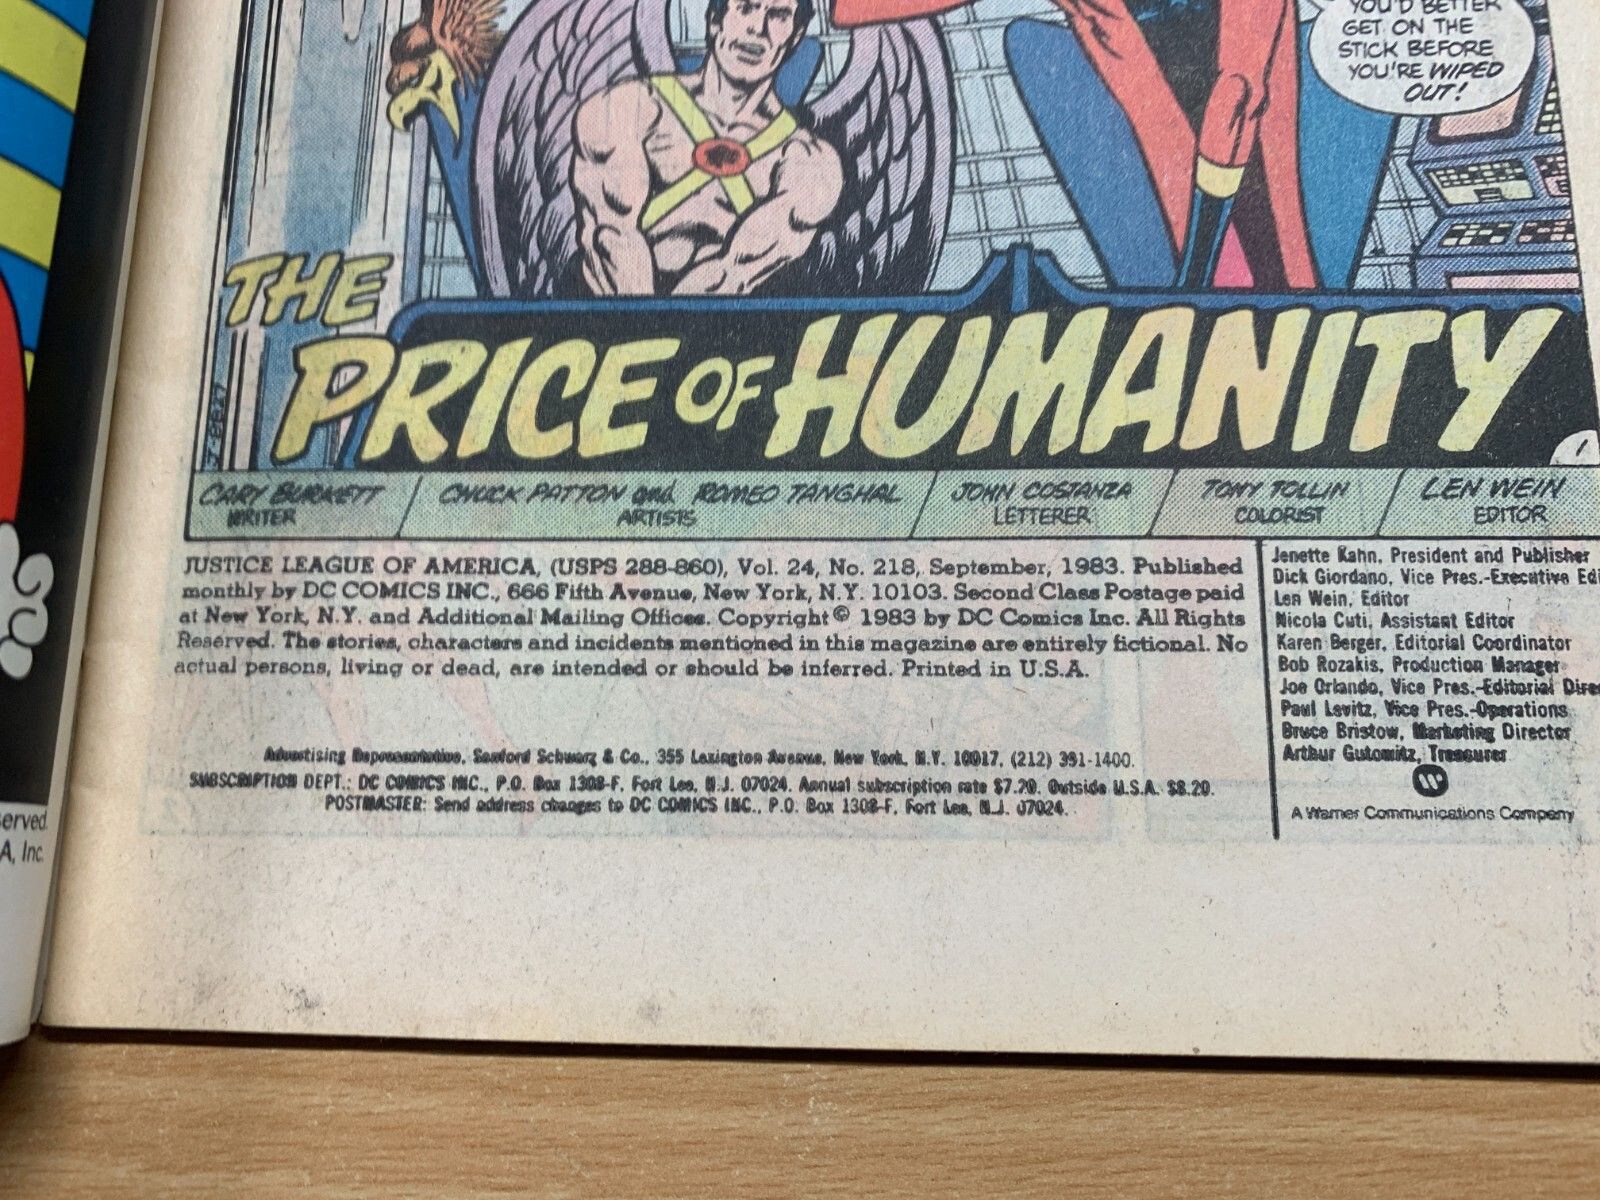 YOU'D BETTER
GET ON THE
STICK BEFORE
YOU'RE WIPED
OUT!
THE
PRICE OF HUMANITY
1
CARY BURKETT
WRITER
CHUCK PATTON and ROMEO TANGHAL
ARTISTS
JOHN COSTANZA
LETTERER
TONY TOLLIN
COLORIST
LEN WEIN
EDITOR
JUSTICE LEAGUE OF AMERICA, (USPS 288-860), Vol. 24, No. 218, September, 1983. Published
monthly by DC COMICS INC., 666 Fifth Avenue, New York, N.Y. 10103. Second Class Postage paid
at New York, N.Y. and Additional Mailing Offices. Copyright © 1983 by DC Comics Inc. All Rights
Reserved. The stories, characters and incidents mentioned in this magazine are entirely fictional. No
actual persons, living or dead, are intended or should be inferred. Printed in U.S.A.
Advertising Representative, Sanford Schwarz & Co., 355 Lexington Avenue, New York, N.Y. 10017, (212) 391-1400.
SUBSCRIPTION DEPT.: DC COMICS INC., P.O. Box 1308-F, Fort Lee, N.J. 07024. Annual subscription rate $7.20. Outside U.S.A. $8.20.
POSTMASTER: Send address changes to DC COMICS INC., P.O. Box 1308-F, Fort Lee, N.J. 07024.
Jenette Kahn, President and Publisher
Dick Giordano, Vice Pres.-Executive Edi
Len Wein, Editor
Nicola Cuti, Assistant Editor
Karen Berger, Editorial Coordinator
Bob Rozakis, Production Manager
Joe Orlando, Vice Pres.-Editorial Dire
Paul Levitz, Vice Pres.-Operations
Bruce Bristow, Marketing Director
Arthur Gutowitz, Treasurer
A Warner Communications Company
served.
A, Inc.